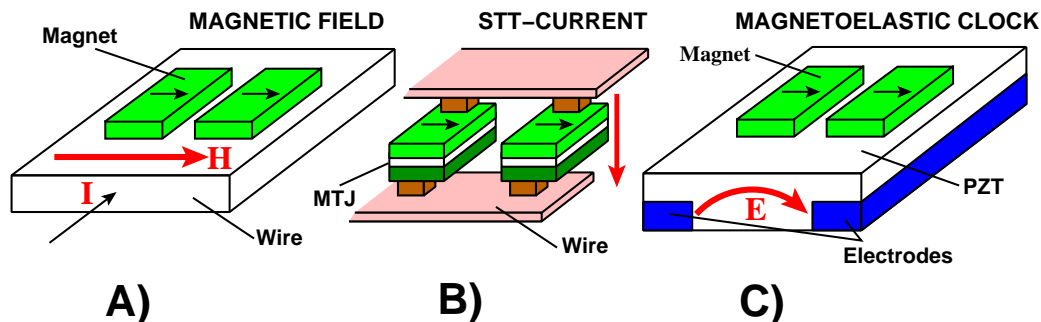 MAGNETIC FIELD
Magnet
H
I
Wire
A)
STT–CURRENT
MTJ
Wire
B)
MAGNETOELASTIC CLOCK
Magnet
PZT
E
Electrodes
C)